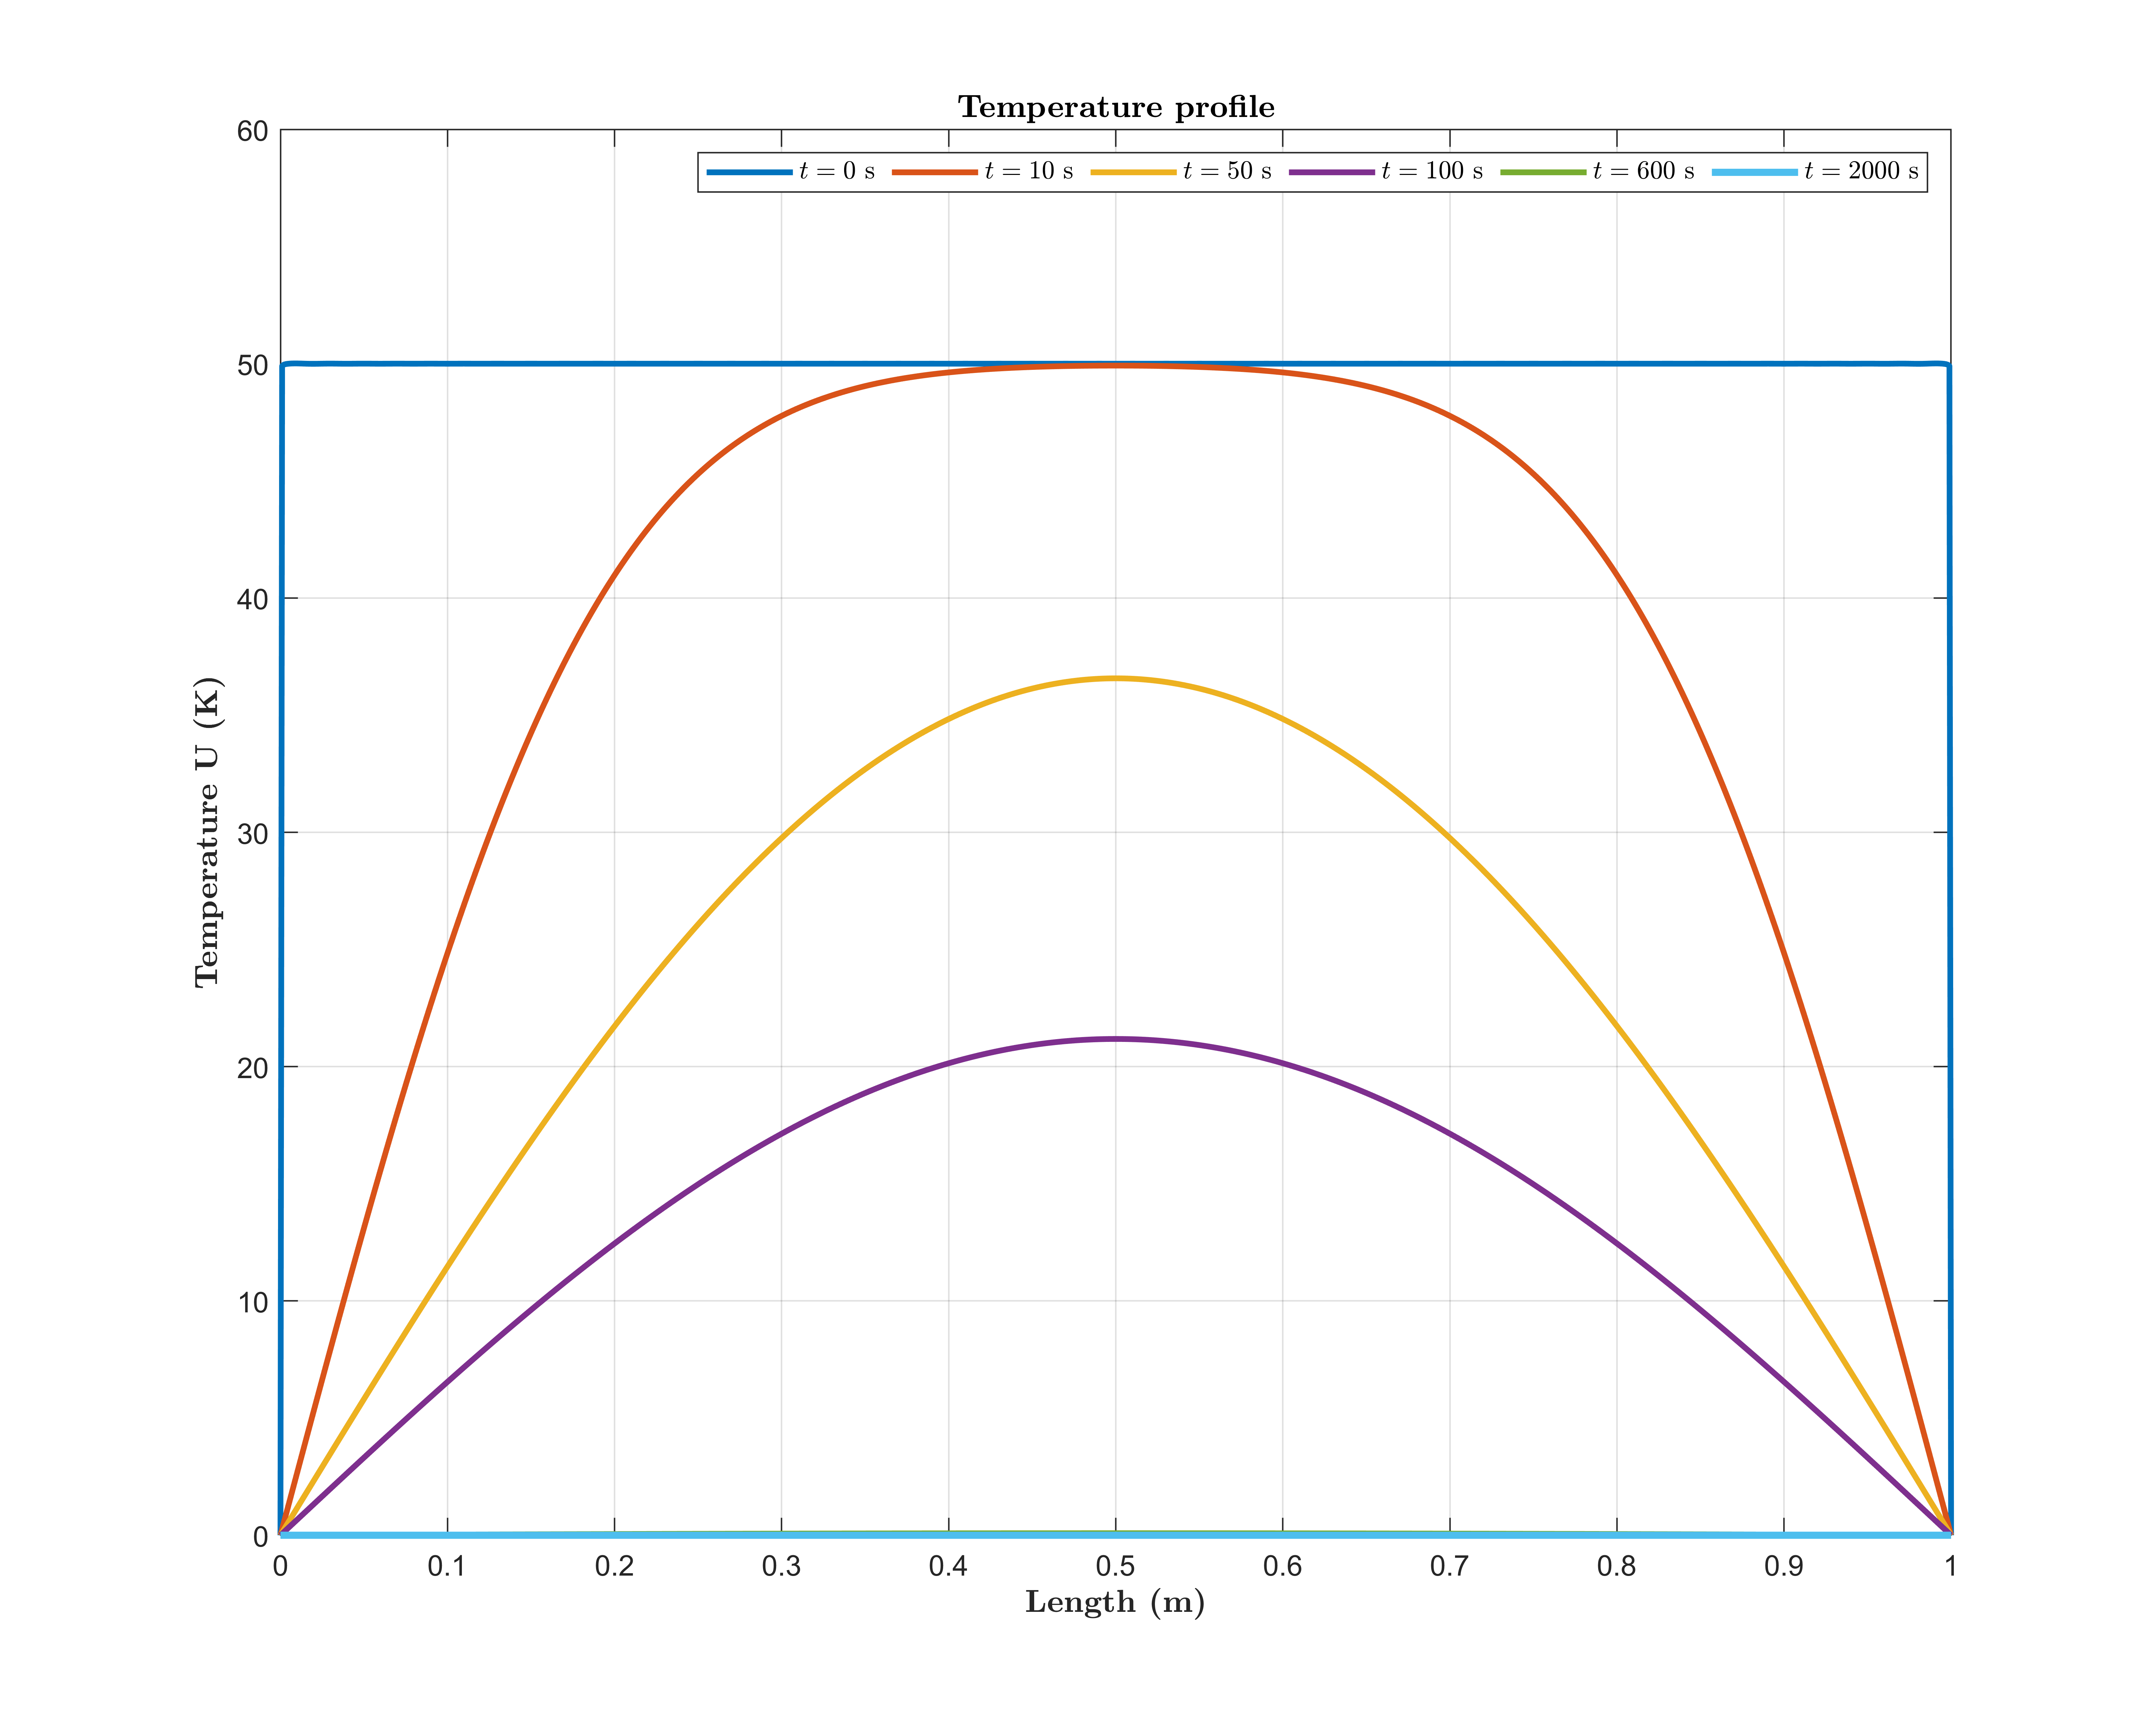 Temperature profile
t = 0 s t = 10 s t = 50 s t = 100 s t = 600 s t = 2000 s
60
50
40
30
20
10
0
Temperature U (K)
0 0.1 0.2 0.3 0.4 0.5 0.6 0.7 0.8 0.9 1
Length (m)